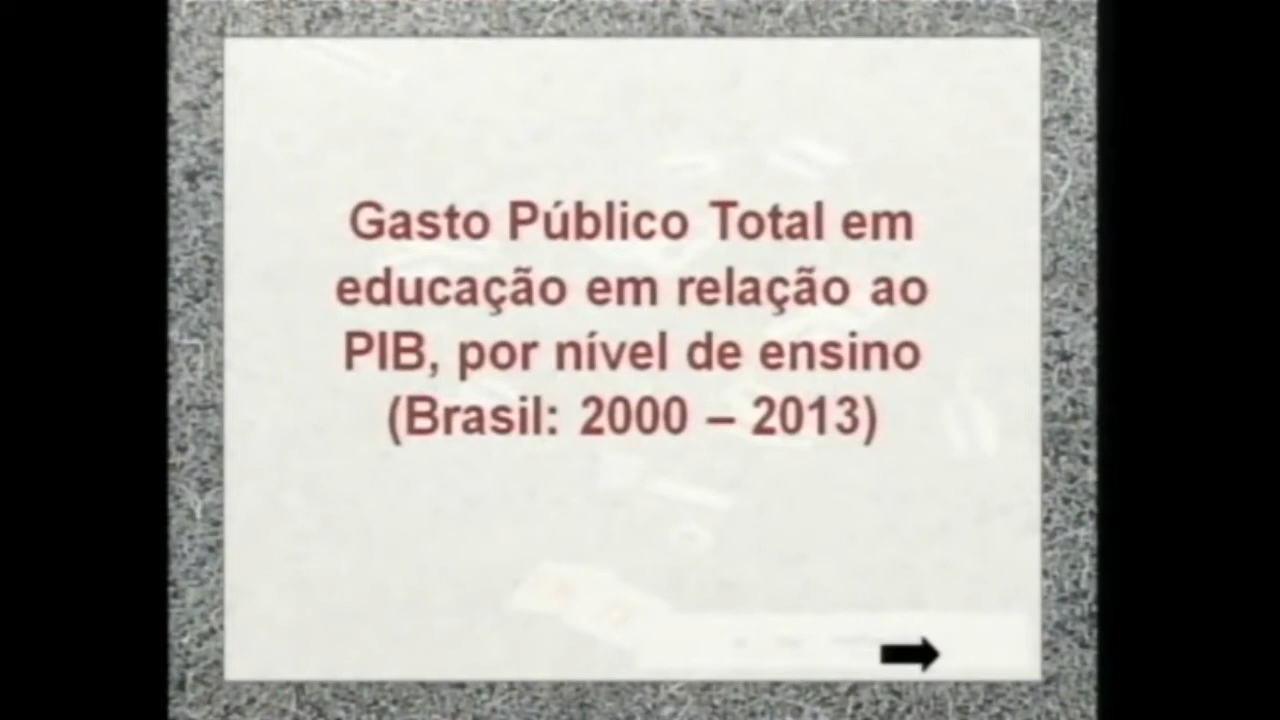 Gasto Público Total em
educação em relação ao
PIB, por nível de ensino
(Brasil: 2000 – 2013)